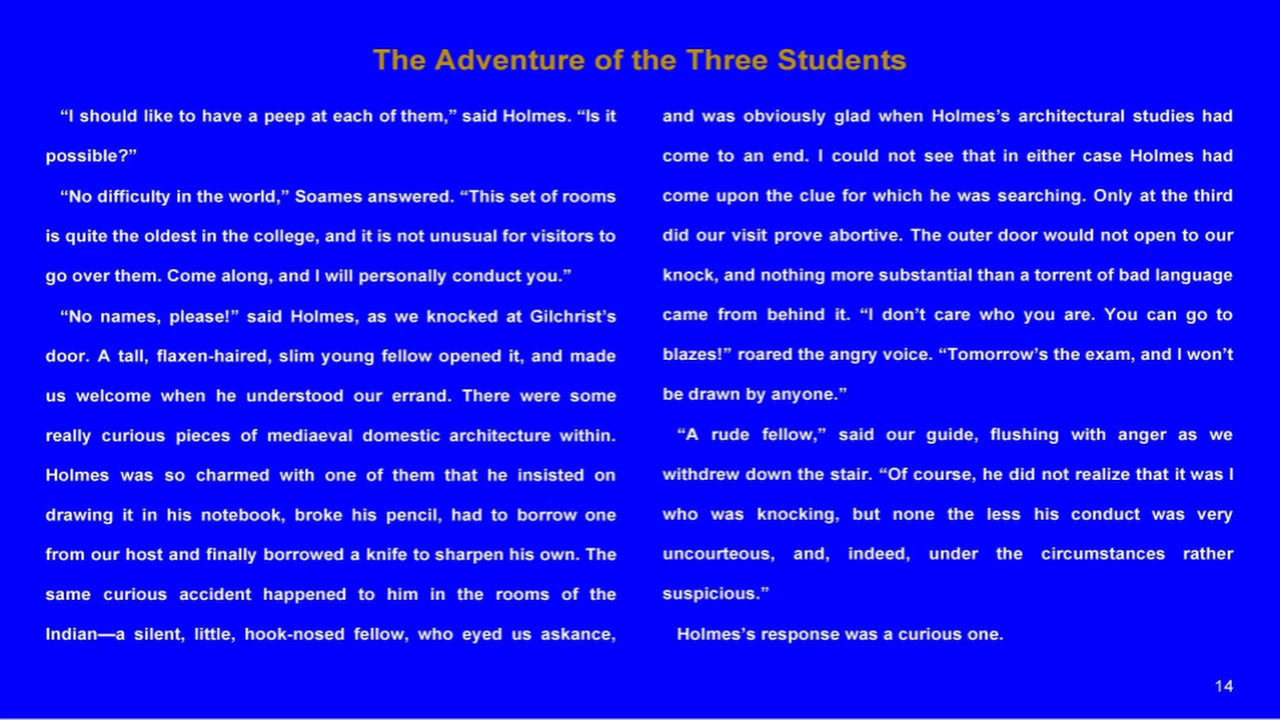 The Adventure of the Three Students
“I should like to have a peep at each of them,” said Holmes. “Is it
possible?”
“No difficulty in the world,” Soames answered. “This set of rooms
is quite the oldest in the college, and it is not unusual for visitors to
go over them. Come along, and I will personally conduct you.”
“No names, please!” said Holmes, as we knocked at Gilchrist’s
door. A tall, flaxen-haired, slim young fellow opened it, and made
us welcome when he understood our errand. There were some
really curious pieces of mediaeval domestic architecture within.
Holmes was so charmed with one of them that he insisted on
drawing it in his notebook, broke his pencil, had to borrow one
from our host and finally borrowed a knife to sharpen his own. The
same curious accident happened to him in the rooms of the
Indian—a silent, little, hook-nosed fellow, who eyed us askance,
and was obviously glad when Holmes’s architectural studies had
come to an end. I could not see that in either case Holmes had
come upon the clue for which he was searching. Only at the third
did our visit prove abortive. The outer door would not open to our
knock, and nothing more substantial than a torrent of bad language
came from behind it. “I don’t care who you are. You can go to
blazes!” roared the angry voice. “Tomorrow’s the exam, and I won’t
be drawn by anyone.”
“A rude fellow,” said our guide, flushing with anger as we
withdrew down the stair. “Of course, he did not realize that it was I
who was knocking, but none the less his conduct was very
uncourteous, and, indeed, under the circumstances rather
suspicious.”
Holmes’s response was a curious one.
14